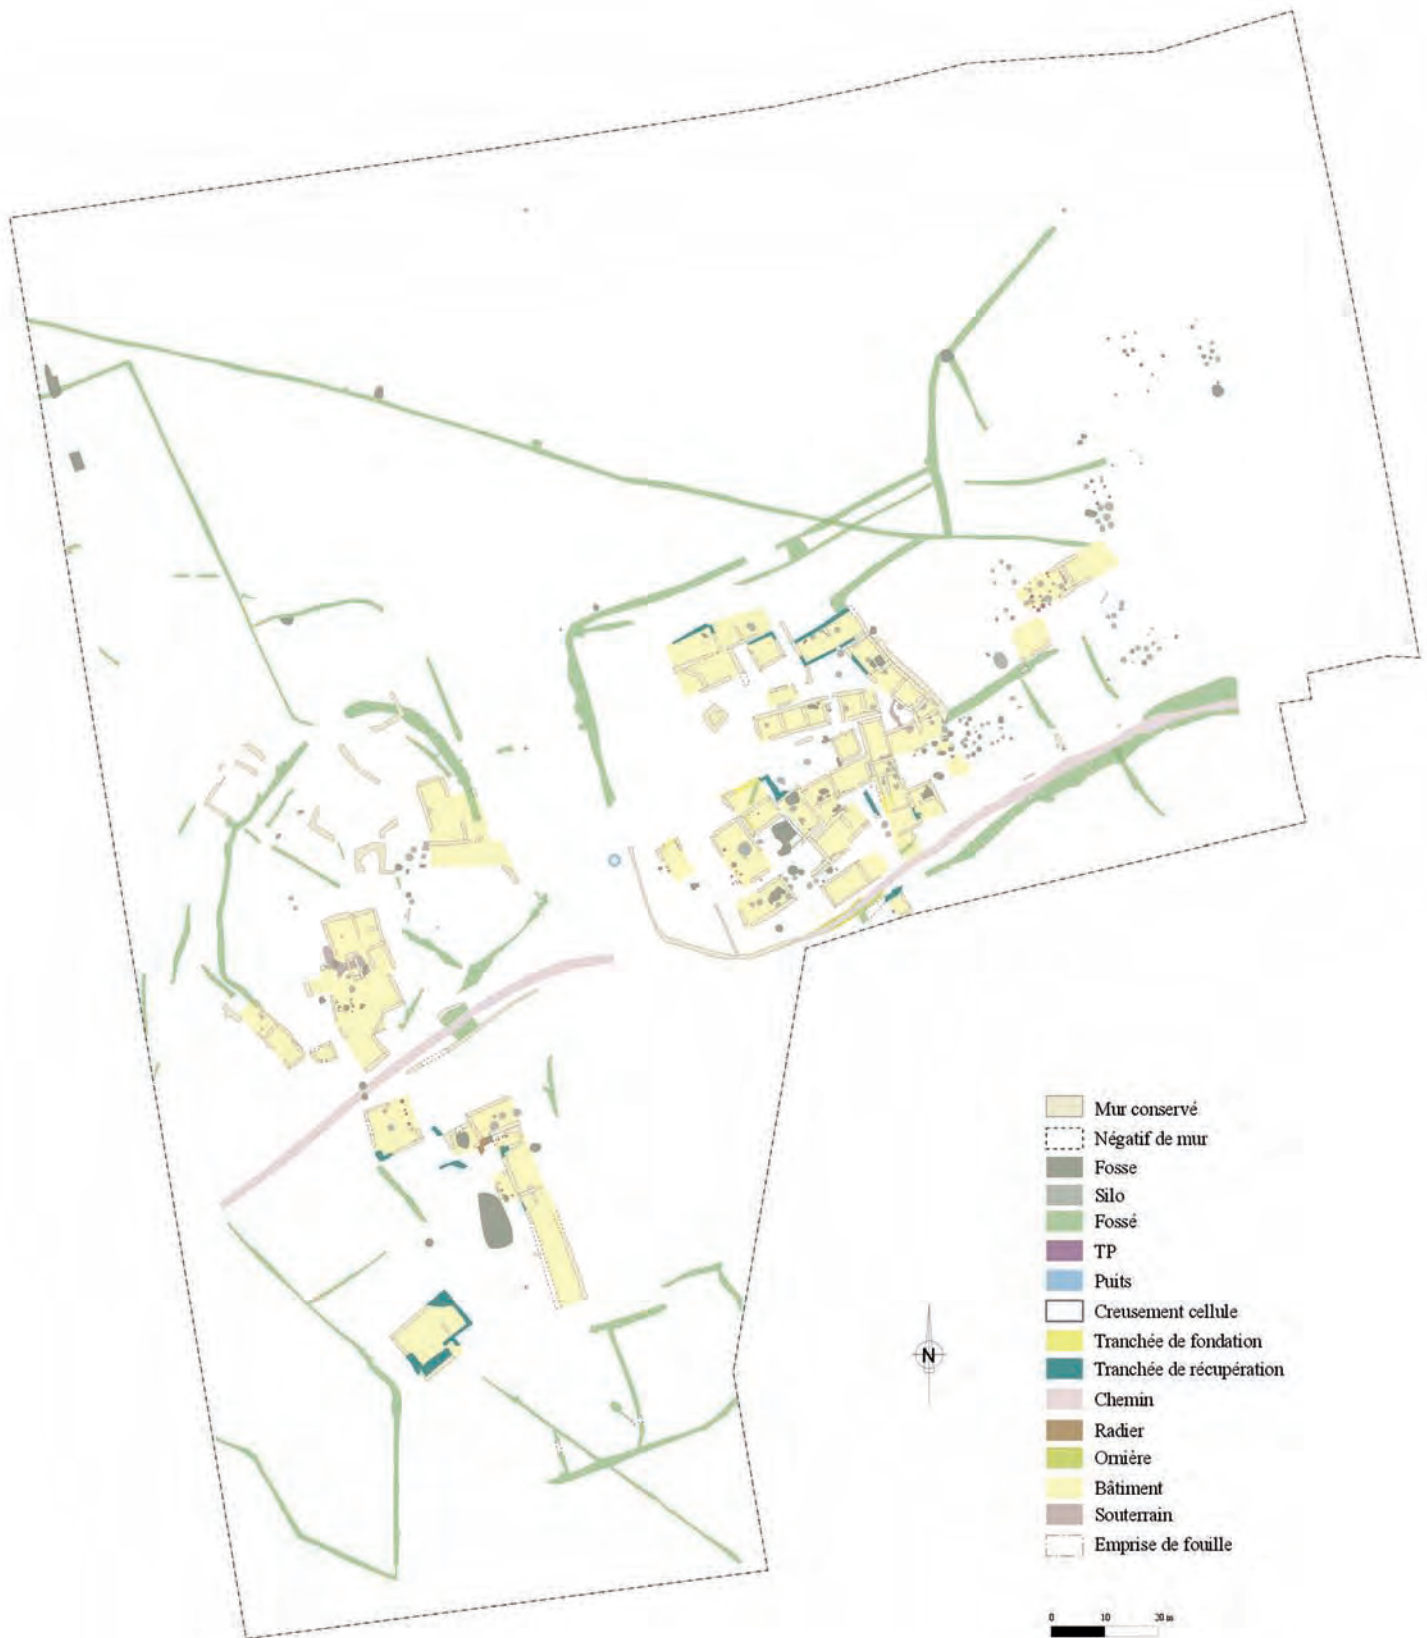 Mur conservé
Négatif de mur
Fosse
Silo
Fossé
TP
Puits
Creusement cellule
Tranchée de fondation
Tranchée de récupération
Chemin
Radier
Ornière
Bâtiment
Souterrain
Emprise de fouille
N
0 10 20 m